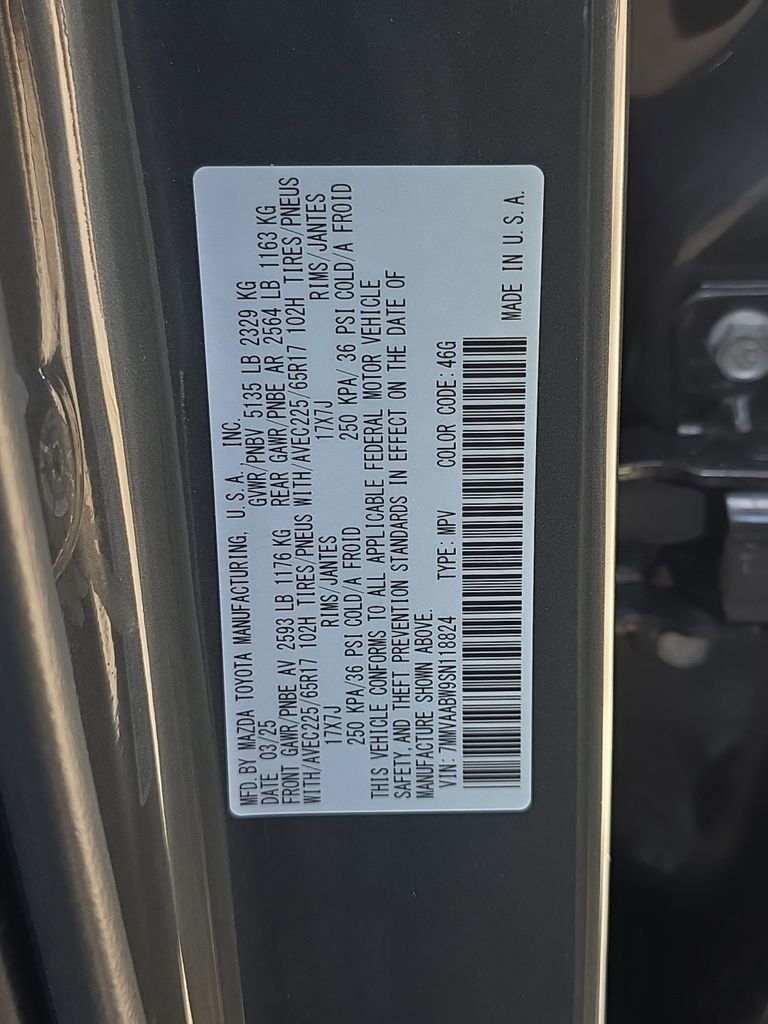 MFD. BY MAZDA TOYOTA MANUFACTURING, U. S. A., INC.
DATE 03/25 GVWR/PNBV 5135 LB 2329 KG
FRONT GAWR/PNBE AV 2593 LB 1176 KG REAR GAWR/PNBE AR 2564 LB 1163 KG
WITH/AVEC225/65R17 102H TIRES/PNEUS WITH/AVEC225/65R17 102H TIRES/PNEUS
17X7J RIMS/JANTES 17X7J RIMS/JANTES
250 KPA/36 PSI COLD/A FROID 250 KPA/ 36 PSI COLD/A FROID
THIS VEHICLE CONFORMS TO ALL APPLICABLE FEDERAL MOTOR VEHICLE
SAFETY, AND THEFT PREVENTION STANDARDS IN EFFECT ON THE DATE OF
MANUFACTURE SHOWN ABOVE.
VIN: 7MMVAABW9SN118824 TYPE: MPV COLOR CODE: 46G
MADE IN U. S. A.